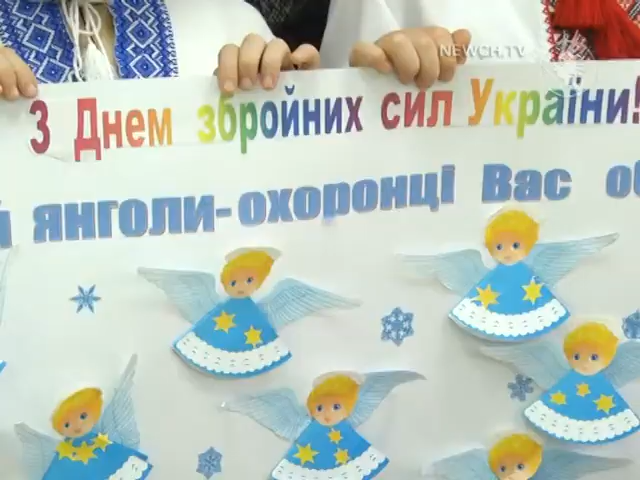 NEWCH.TV
З Днем збройних сил України!
янголи-охоронці Вас